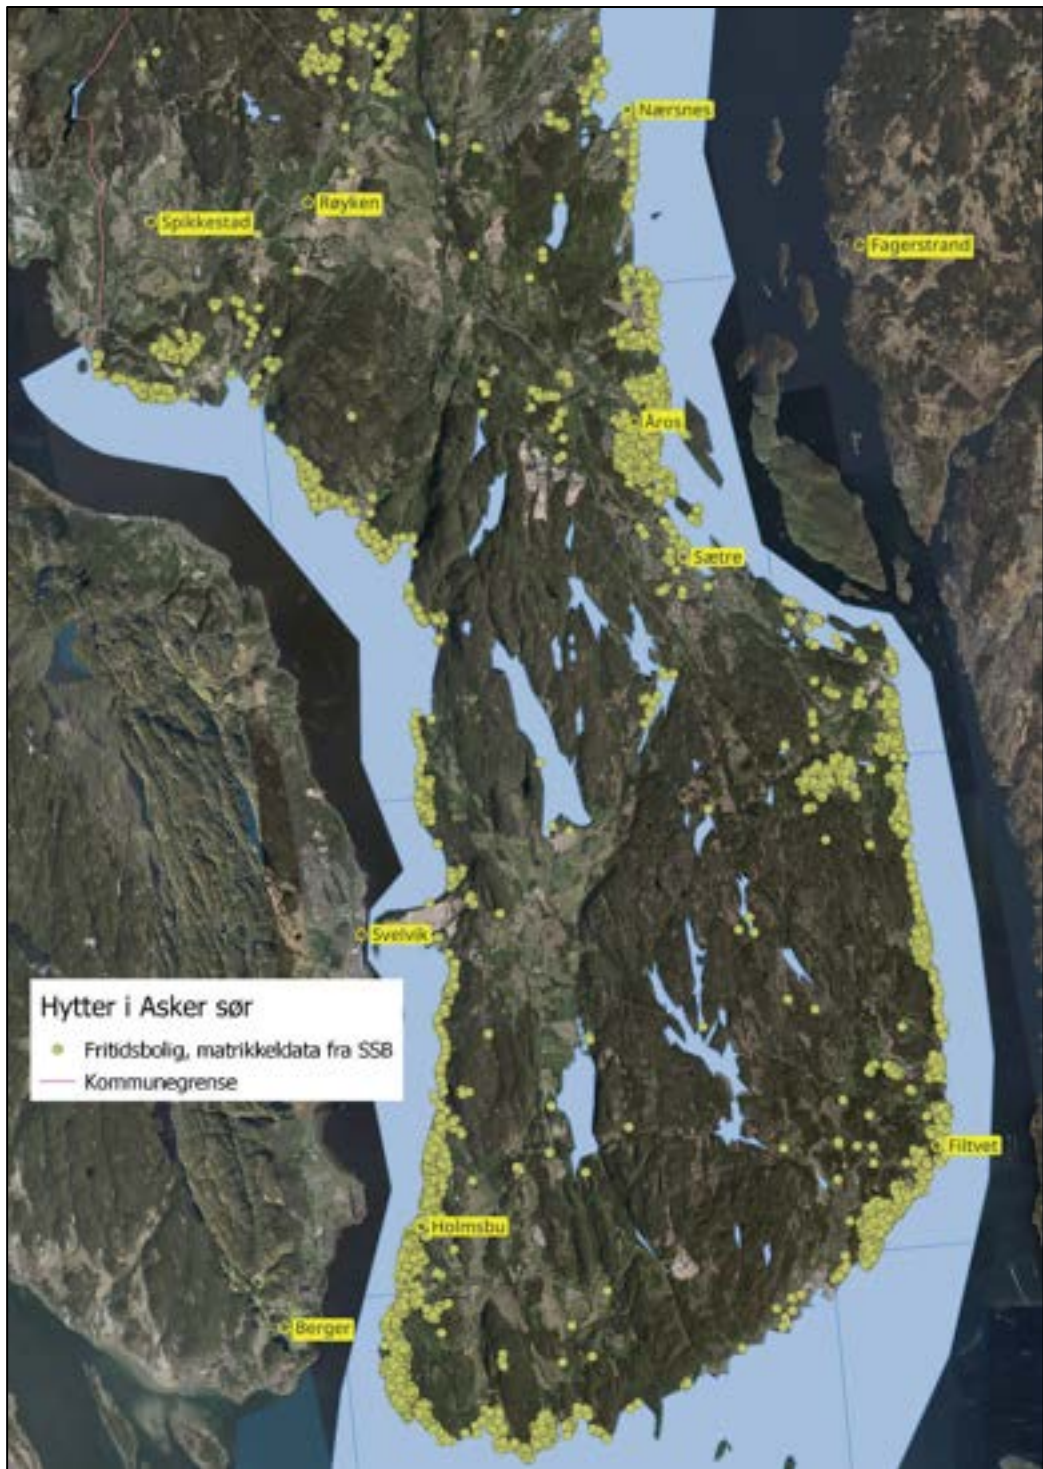 Nærsnes
Røyken
Spikkestad
Fagerstrand
Åros
Sætre
Svelvik
Hytter i Asker sør
Fritidsbolig, matrikkeldata fra SSB
Kommunegrense
Filtvet
Holmsbu
Berger